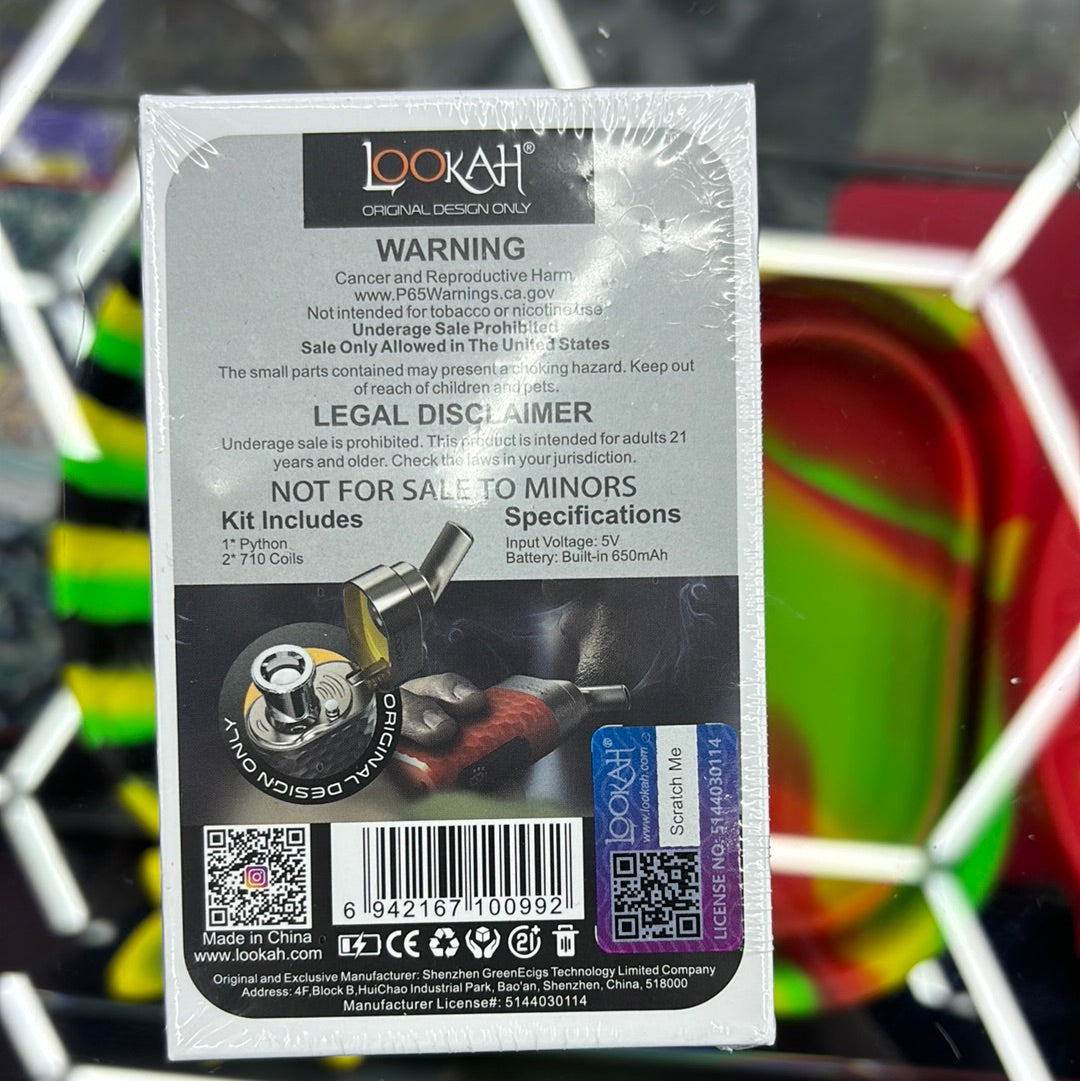 LOOKAH®
ORIGINAL DESIGN ONLY
WARNING
Cancer and Reproductive Harm
www.P65Warnings.ca.gov
Not intended for tobacco or nicotine use
Underage Sale Prohibited
Sale Only Allowed in The United States
The small parts contained may present a choking hazard. Keep out
of reach of children and pets.
LEGAL DISCLAIMER
Underage sale is prohibited. This product is intended for adults 21
years and older. Check the laws in your jurisdiction.
NOT FOR SALE TO MINORS
Kit Includes
1* Python
2* 710 Coils
Specifications
Input Voltage: 5V
Battery: Built-in 650mAh
ORIGINAL DESIGN ONLY
LOOKAH®
www.lookah.com
Scratch Me
LICENSE NO: 5144030114
6 942167 100992
CE
21+
Made in China
www.lookah.com
Original and Exclusive Manufacturer: Shenzhen GreenEcigs Technology Limited Company
Address: 4F,Block B,HuiChao Industrial Park, Bao'an, Shenzhen, China, 518000
Manufacturer License#: 5144030114